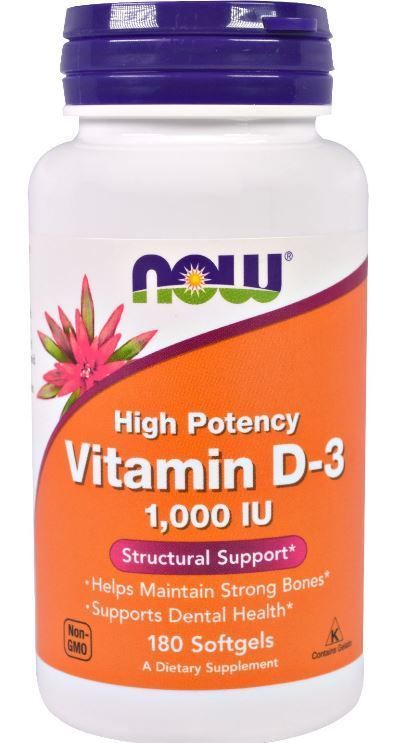 NOW®
High Potency
Vitamin D-3
1,000 IU
Structural Support*
•Helps Maintain Strong Bones*
•Supports Dental Health*
180 Softgels
A Dietary Supplement
Non-
GMO
K
Contains Gelatin